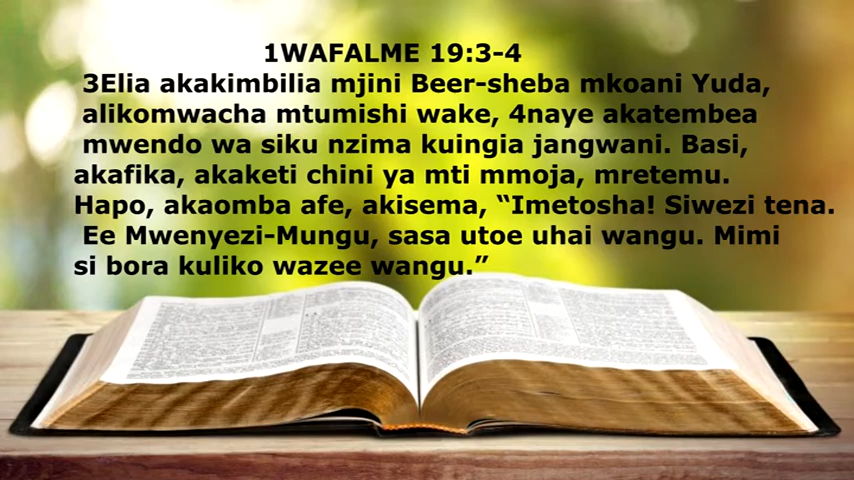 1WAFALME 19:3-4
3Elia akakimbilia mjini Beer-sheba mkoani Yuda,
alikomwacha mtumishi wake, 4naye akatembea
mwendo wa siku nzima kuingia jangwani. Basi,
akafika, akaketi chini ya mti mmoja, mretemu.
Hapo, akaomba afe, akisema, “Imetosha! Siwezi tena.
Ee Mwenyezi-Mungu, sasa utoe uhai wangu. Mimi
si bora kuliko wazee wangu.”